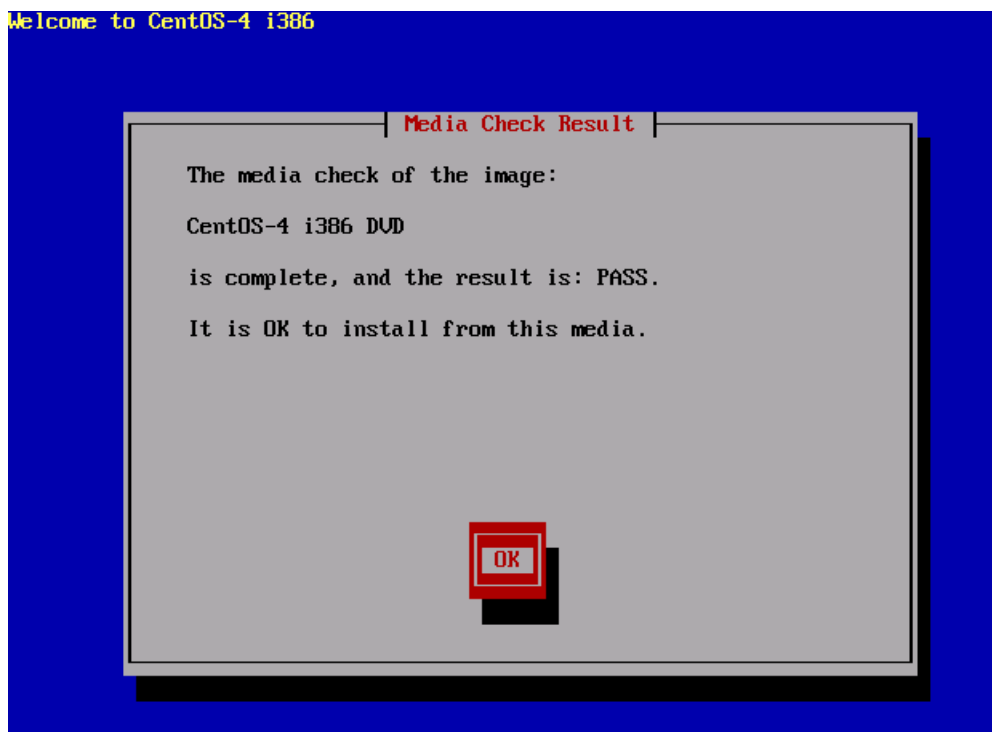 Welcome to CentOS-4 i386
Media Check Result
The media check of the image:
CentOS-4 i386 DVD
is complete, and the result is: PASS.
It is OK to install from this media.
OK